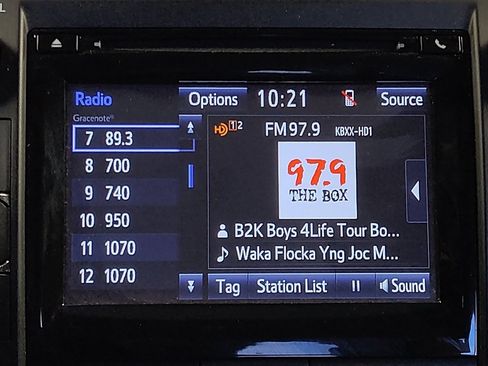 L
Radio Options 10:21 Source
Gracenote®
7 89.3
8 700
9 740
10 950
11 1070
12 1070
HD 1 2 FM 97.9 KBXX-HD1
97.9
THE BOX
B2K Boys 4Life Tour Bo...
Waka Flocka Yng Joc M...
Tag Station List Sound